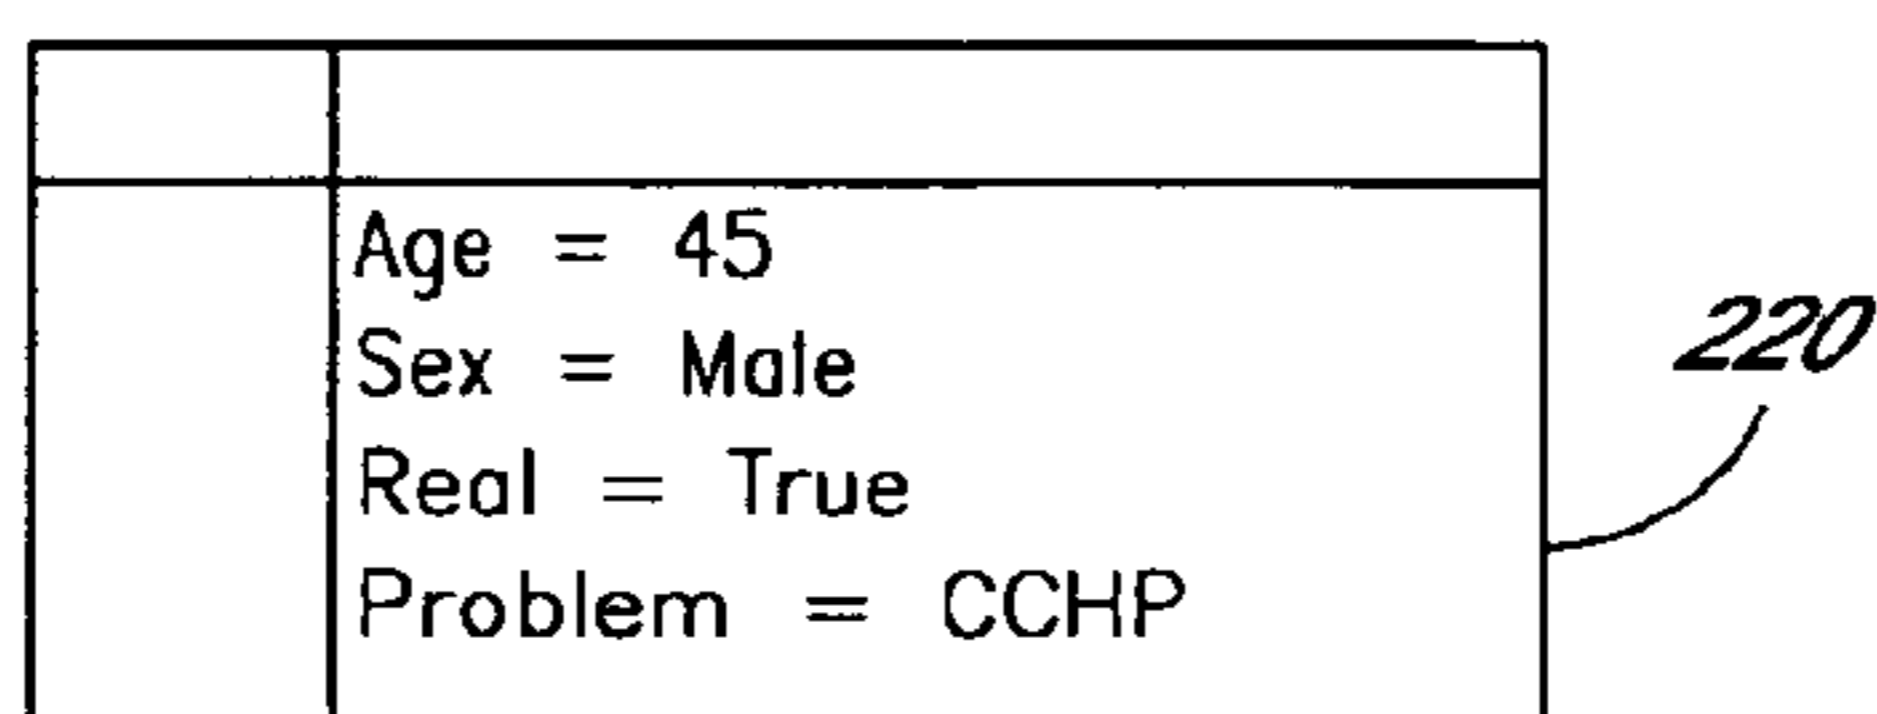 Age = 45
Sex = Male
Real = True
Problem = CCHP
220